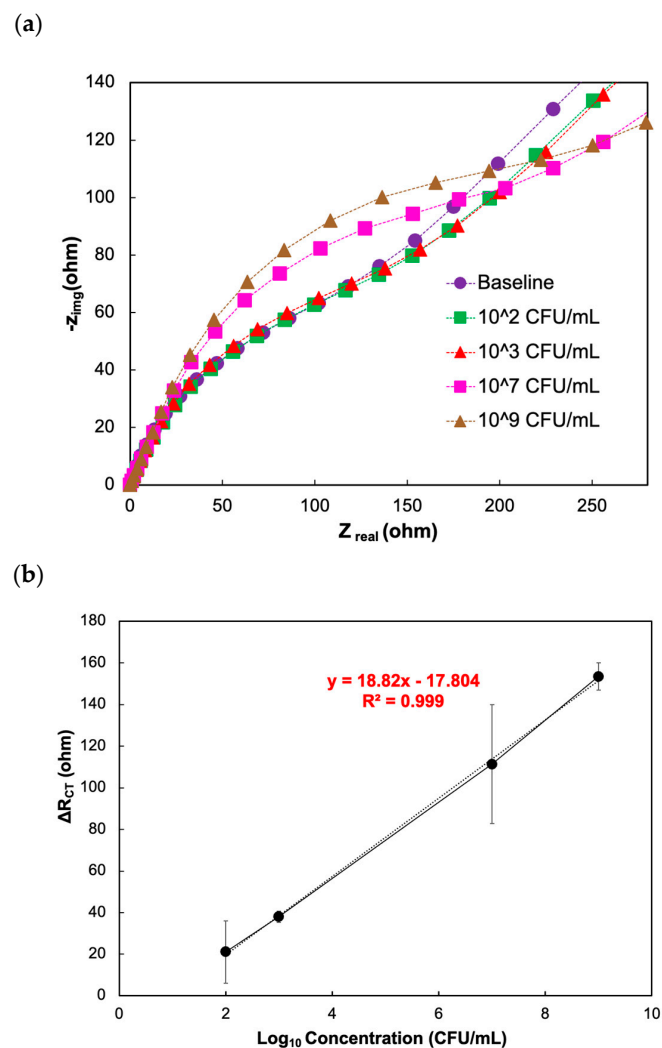 (a)
140
120
100
80
60
40
20
0
0 50 100 150 200 250
-Zimg(ohm)
Z real (ohm)
Baseline
10^2 CFU/mL
10^3 CFU/mL
10^7 CFU/mL
10^9 CFU/mL
(b)
180
160
140
120
100
80
60
40
20
0
0 2 4 6 8 10
ΔRCT (ohm)
y = 18.82x - 17.804
R² = 0.999
Log10 Concentration (CFU/mL)